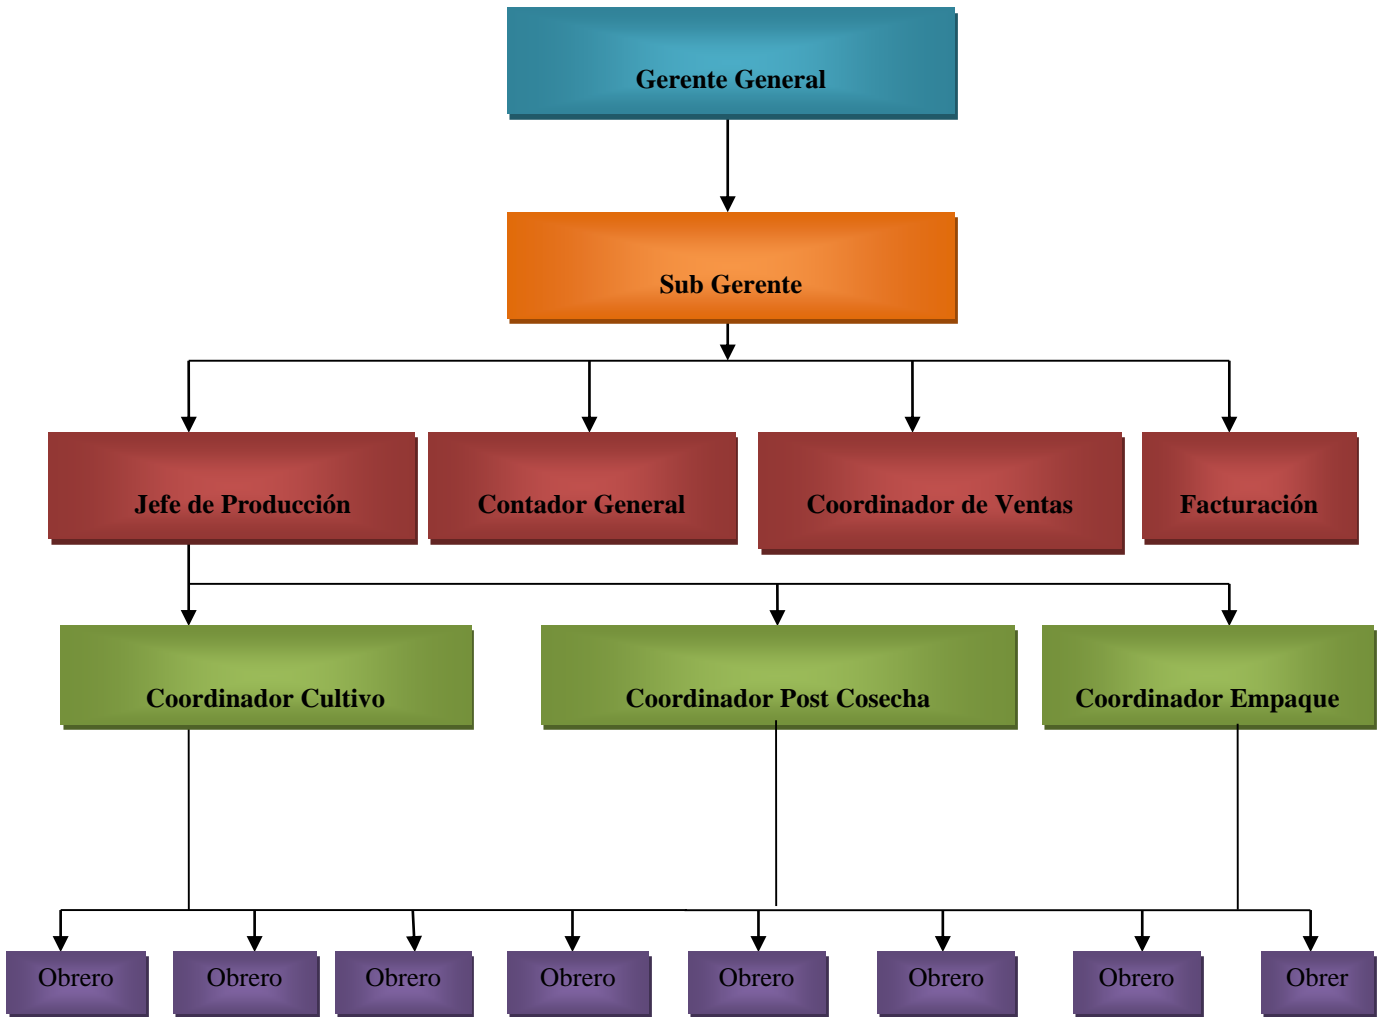 Gerente General
Sub Gerente
Jefe de Producción
Contador General
Coordinador de Ventas
Facturación
Coordinador Cultivo
Coordinador Post Cosecha
Coordinador Empaque
Obrero
Obrero
Obrero
Obrero
Obrero
Obrero
Obrero
Obrer